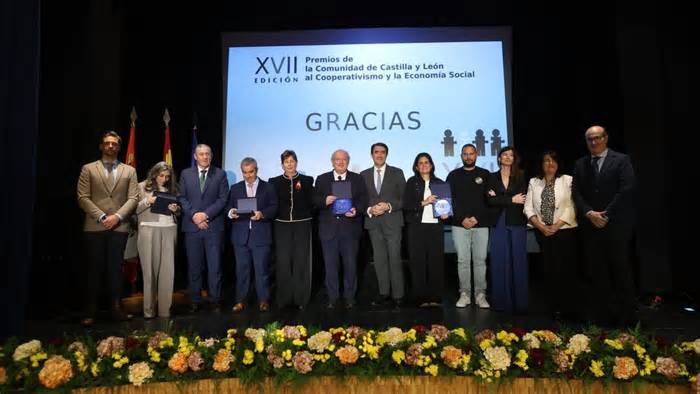 XVII
EDICIÓN
Premios de
la Comunidad de Castilla y León
al Cooperativismo y la Economía Social
GRACIAS